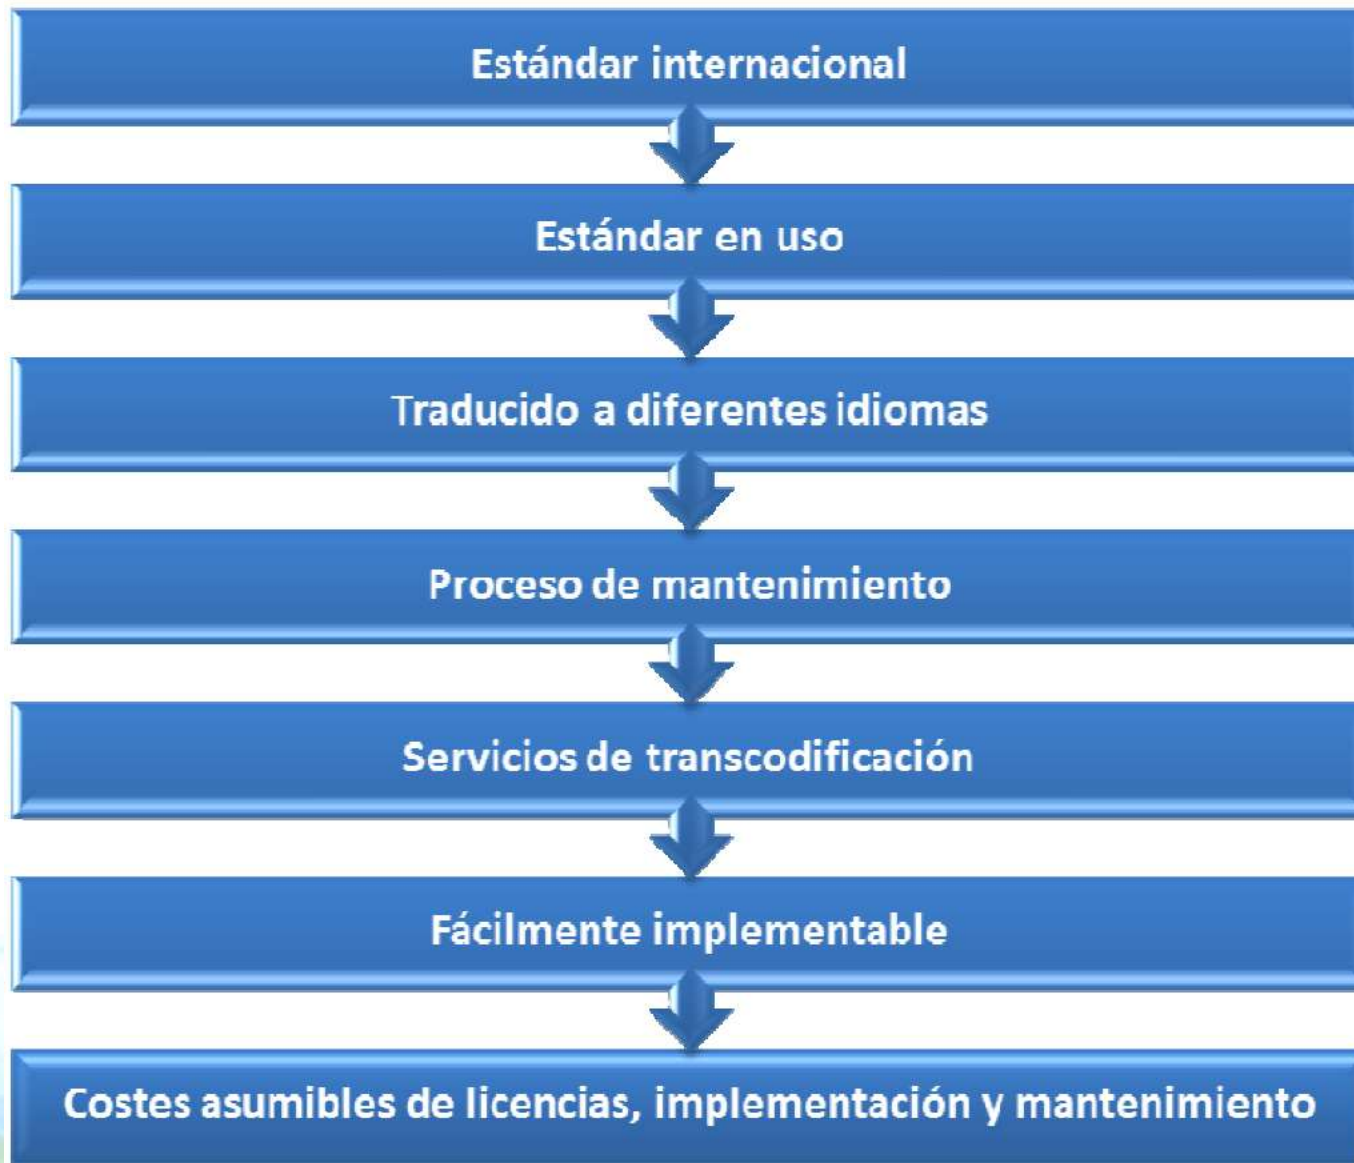 Estándar internacional
Estándar en uso
Traducido a diferentes idiomas
Proceso de mantenimiento
Servicios de transcodificación
Fácilmente implementable
Costes asumibles de licencias, implementación y mantenimiento